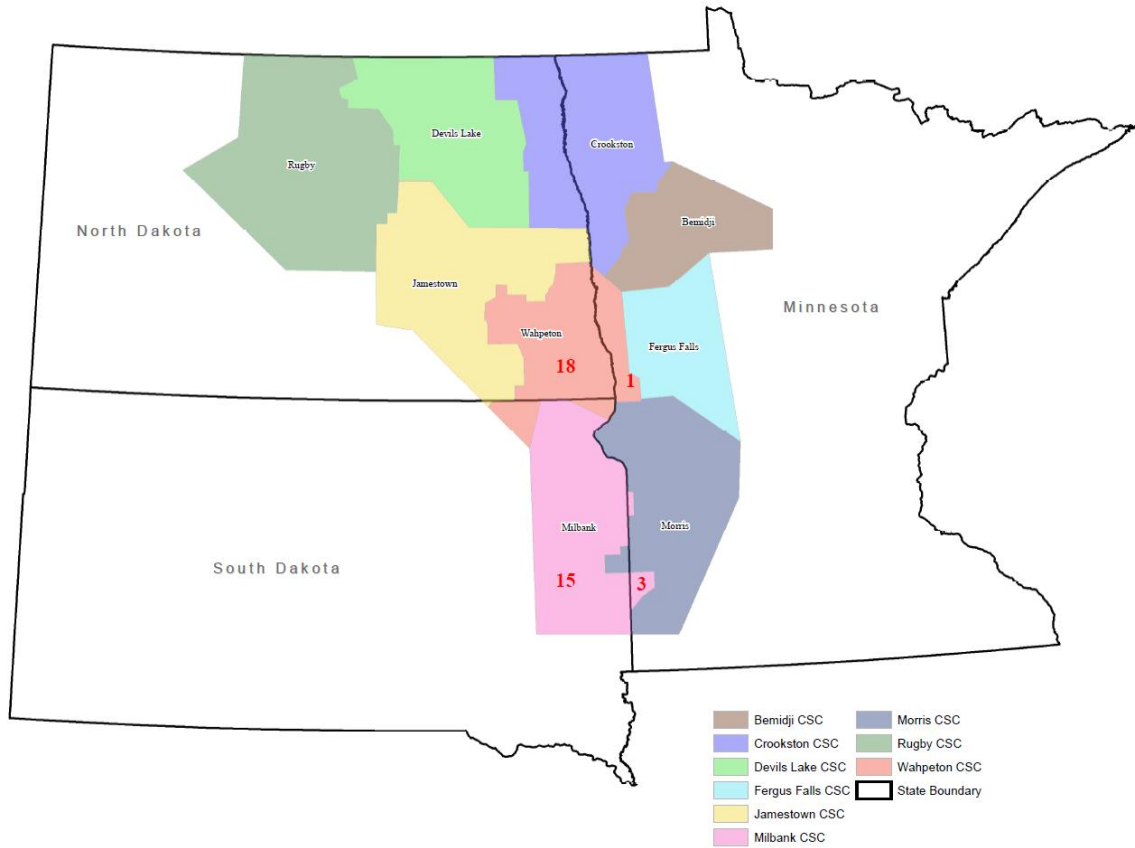 Devils Lake
Crookston
Rugby
Bemidji
North Dakota
Jamestown
Minnesota
Wahpeton
Fergus Falls
18
1
Milbank
Morris
South Dakota
15
3
Bemidji CSC
Morris CSC
Crookston CSC
Rugby CSC
Devils Lake CSC
Wahpeton CSC
Fergus Falls CSC
State Boundary
Jamestown CSC
Milbank CSC